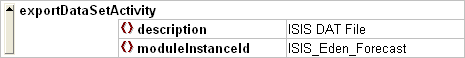 exportDataSetActivity
{} description ISIS DAT File
{} moduleInstanceId ISIS_Eden_Forecast